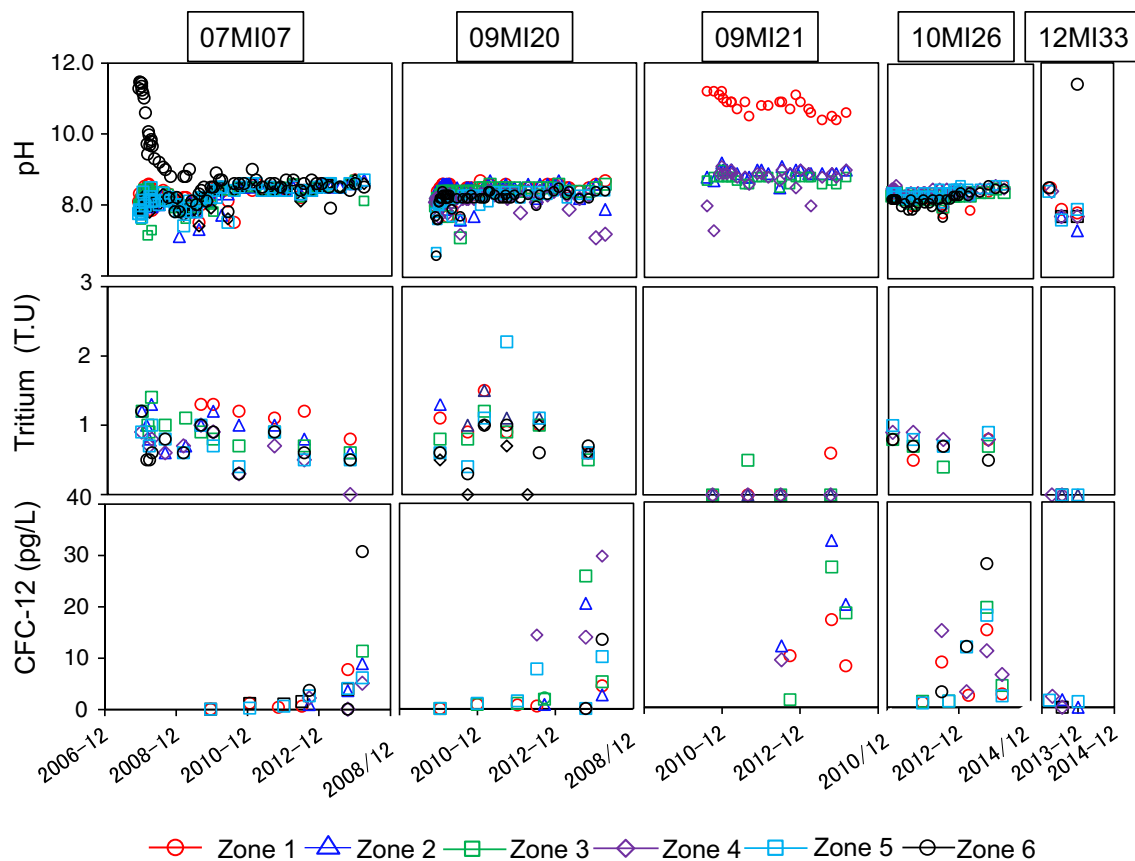 07MI07 09MI20 09MI21 10MI26 12MI33
12.0
10.0
8.0
pH
3
2
1
Tritium (T.U)
40
30
20
10
0
CFC-12 (pg/L)
2006-12 2008-12 2010-12 2012-12 2008/12 2010-12 2012-12 2008/12 2010-12 2012-12 2010/12 2012-12 2014/12 2013-12 2014-12
Zone 1 Zone 2 Zone 3 Zone 4 Zone 5 Zone 6